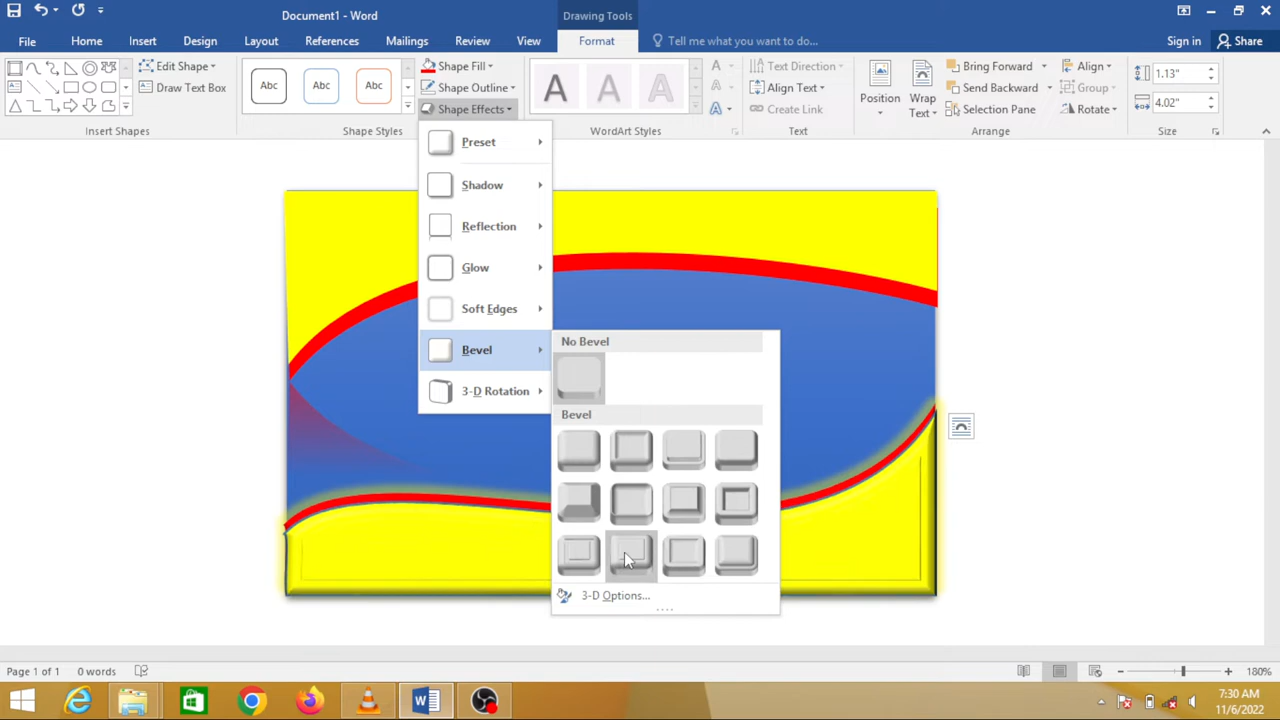 Document1 - Word
Drawing Tools
File
Home
Insert
Design
Layout
References
Mailings
Review
View
Format
Tell me what you want to do...
Sign in
Share
Edit Shape
Draw Text Box
Insert Shapes
Abc
Abc
Abc
Shape Fill
Shape Outline
Shape Effects
Shape Styles
A
A
A
A
A
A
WordArt Styles
Text Direction
Align Text
Create Link
Text
Position
Wrap
Text
Bring Forward
Send Backward
Selection Pane
Align
Group
Rotate
Arrange
1.13"
4.02"
Size
Preset
Shadow
Reflection
Glow
Soft Edges
Bevel
3-D Rotation
No Bevel
Bevel
3-D Options...
Page 1 of 1
0 words
180%
7:30 AM
11/6/2022